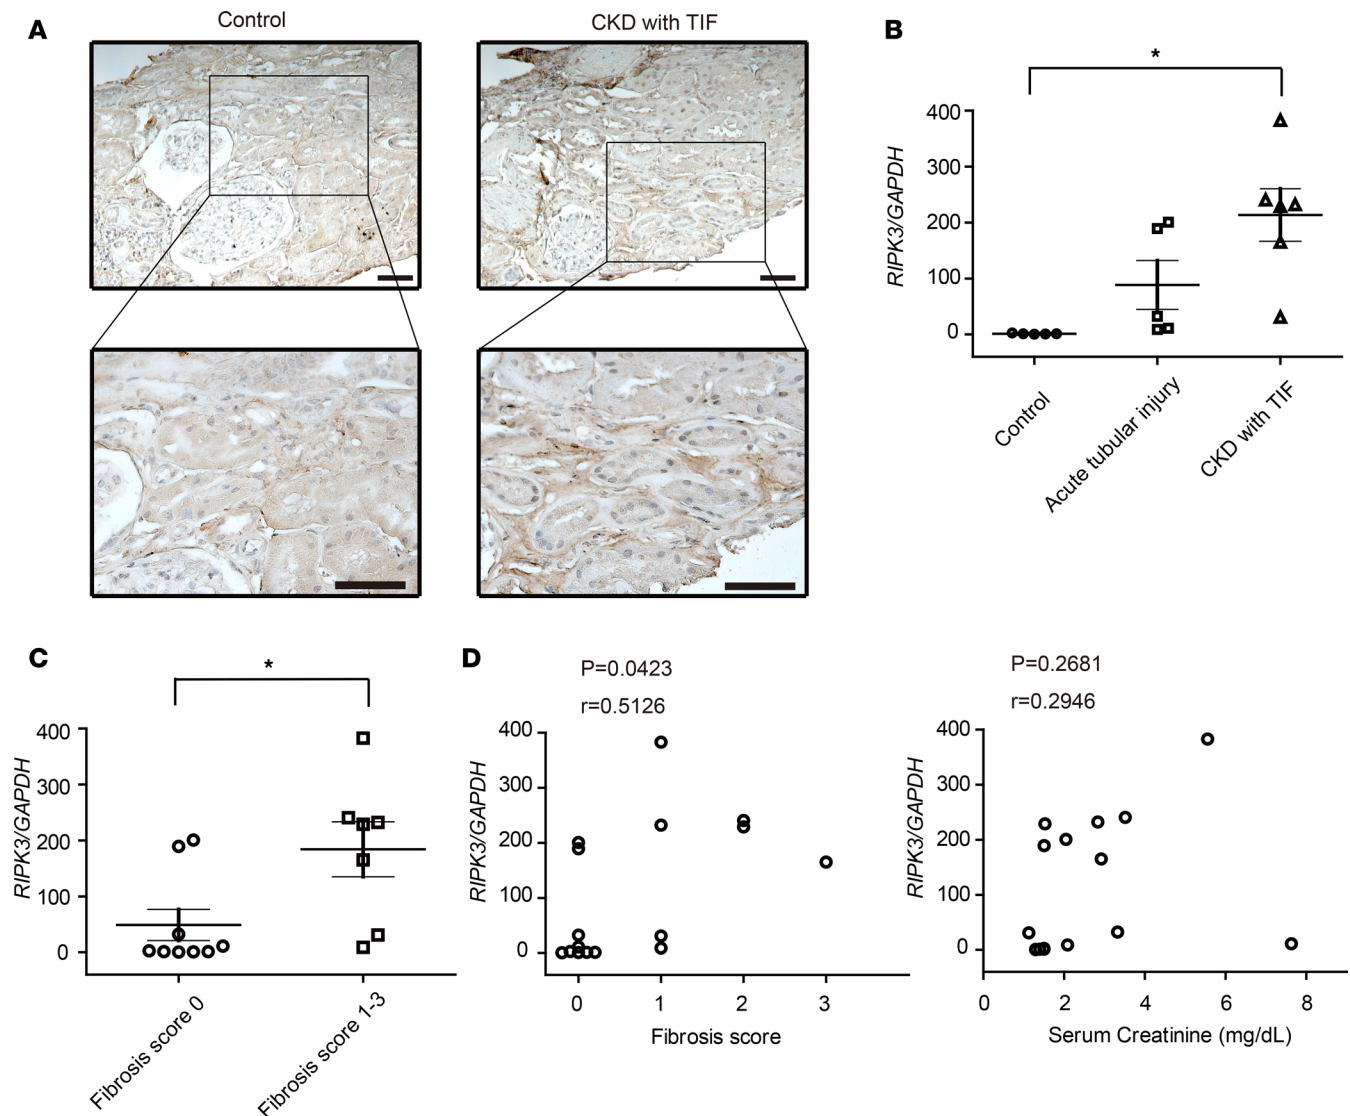 A
Control
CKD with TIF
B
*
RIPK3/GAPDH
400
300
200
100
0
Control
Acute tubular injury
CKD with TIF
C
*
RIPK3/GAPDH
400
300
200
100
0
Fibrosis score 0
Fibrosis score 1-3
D
P=0.0423
r=0.5126
RIPK3/GAPDH
400
300
200
100
0
0 1 2 3
Fibrosis score
P=0.2681
r=0.2946
RIPK3/GAPDH
400
300
200
100
0
0 2 4 6 8
Serum Creatinine (mg/dL)